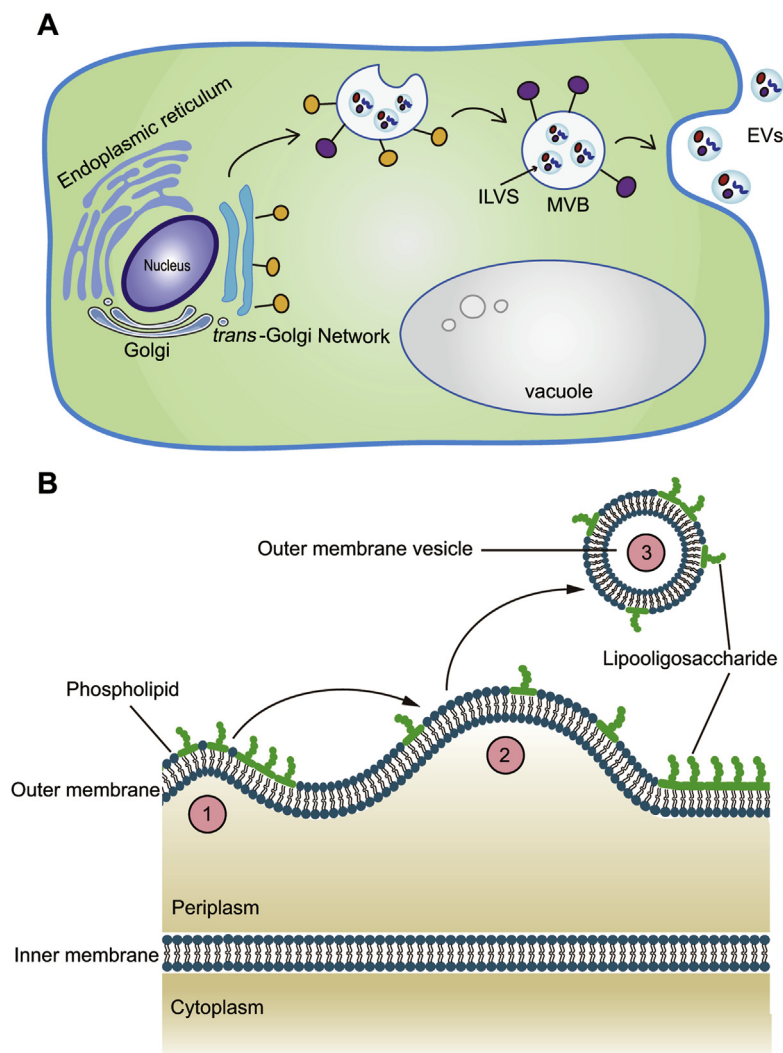 A
Endoplasmic reticulum
EVs
ILVS
MVB
Nucleus
trans-Golgi Network
Golgi
vacuole
B
Outer membrane vesicle
3
Lipooligosaccharide
Phospholipid
2
Outer membrane
1
Periplasm
Inner membrane
Cytoplasm